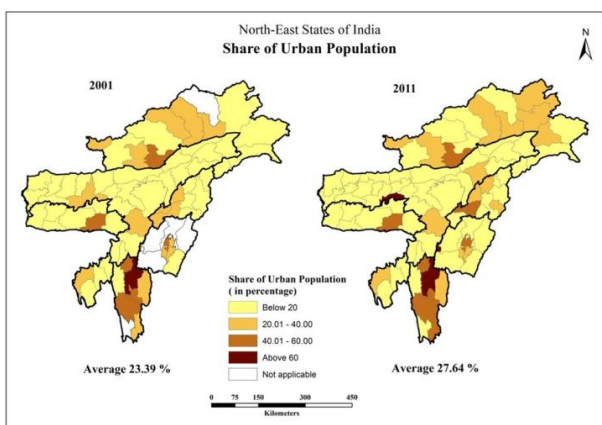 North-East States of India
Share of Urban Population
N
2001
2011
Share of Urban Population
( in percentage)
Below 20
20.01 - 40.00
40.01 - 60.00
Above 60
Not applicable
Average 23.39 %
Average 27.64 %
0 75 150 300 450
Kilometers